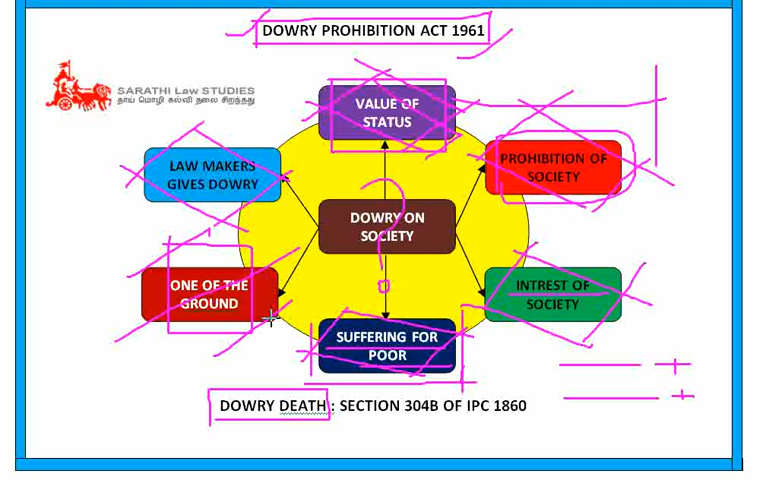 DOWRY PROHIBITION ACT 1961
SARATHI Law STUDIES
தாய் மொழி கல்வி தலை சிறந்தது
VALUE OF
STATUS
LAW MAKERS
GIVES DOWRY
PROHIBITION OF
SOCIETY
DOWRY ON
SOCIETY
ONE OF THE
GROUND
INTREST OF
SOCIETY
SUFFERING FOR
POOR
DOWRY DEATH : SECTION 304B OF IPC 1860